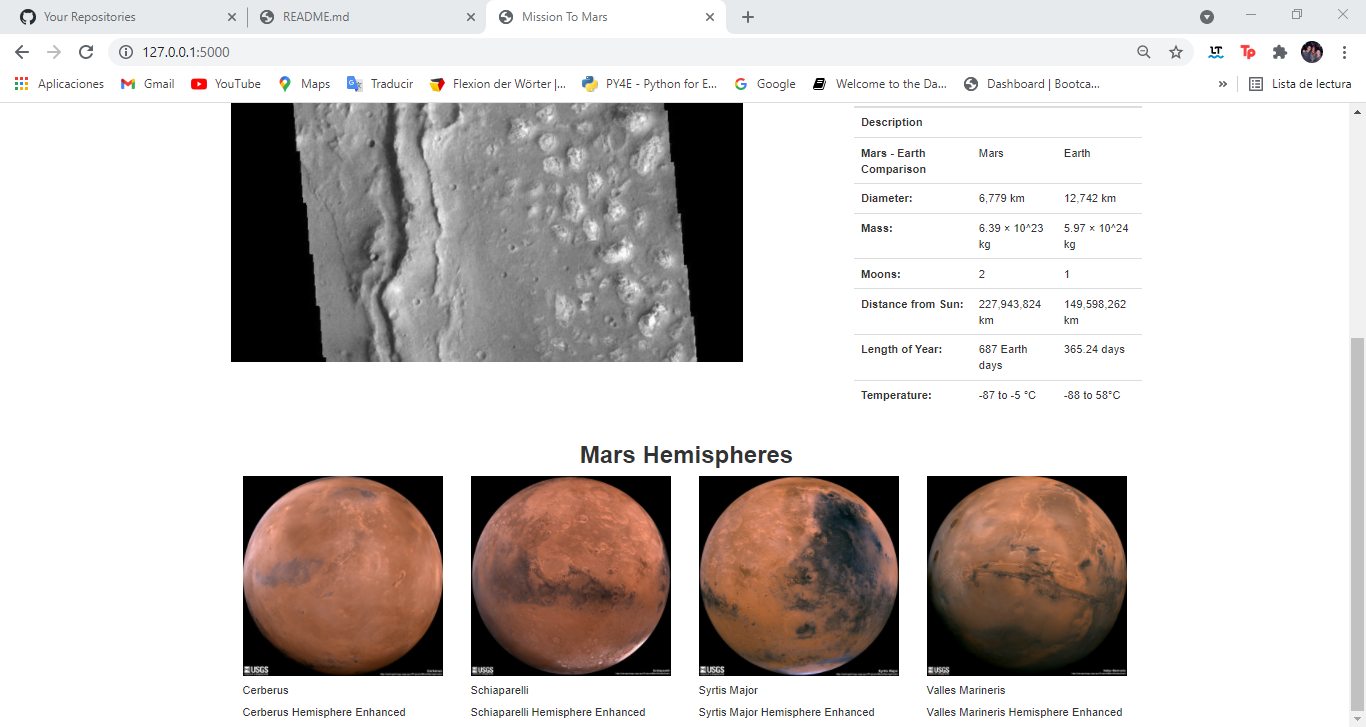 Your Repositories
README.md
Mission To Mars
127.0.0.1:5000
Aplicaciones
Gmail
YouTube
Maps
Traducir
Flexion der Wörter |...
PY4E - Python for E...
Google
Welcome to the Da...
Dashboard | Bootca...
»
Lista de lectura
Description
Mars - Earth Mars Earth
Comparison
Diameter: 6,779 km 12,742 km
Mass: 6.39 × 10^23 5.97 × 10^24
kg kg
Moons: 2 1
Distance from Sun: 227,943,824 149,598,262
km km
Length of Year: 687 Earth 365.24 days
days
Temperature: -87 to -5 °C -88 to 58°C
Mars Hemispheres
USGS
USGS
USGS
USGS
Cerberus
Schiaparelli
Syrtis Major
Valles Marineris
Cerberus Hemisphere Enhanced
Schiaparelli Hemisphere Enhanced
Syrtis Major Hemisphere Enhanced
Valles Marineris Hemisphere Enhanced